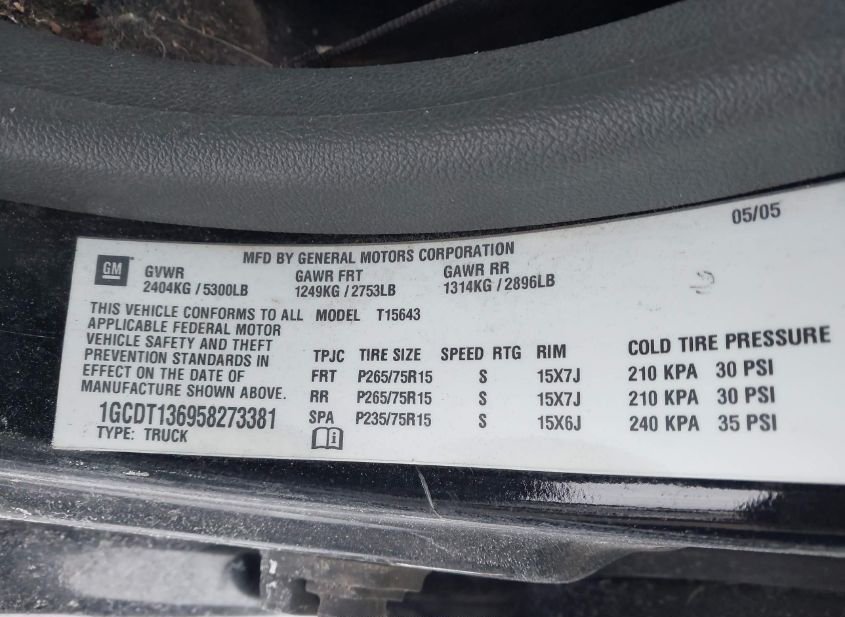 05/05
MFD BY GENERAL MOTORS CORPORATION
GM
GVWR GAWR FRT GAWR RR
2404KG / 5300LB 1249KG / 2753LB 1314KG / 2896LB
THIS VEHICLE CONFORMS TO ALL MODEL T15643
APPLICABLE FEDERAL MOTOR
VEHICLE SAFETY AND THEFT
PREVENTION STANDARDS IN
EFFECT ON THE DATE OF
MANUFACTURE SHOWN ABOVE.
1GCDT136958273381
TYPE: TRUCK
TPJC TIRE SIZE SPEED RTG RIM COLD TIRE PRESSURE
FRT P265/75R15 S 15X7J 210 KPA 30 PSI
RR P265/75R15 S 15X7J 210 KPA 30 PSI
SPA P235/75R15 S 15X6J 240 KPA 35 PSI